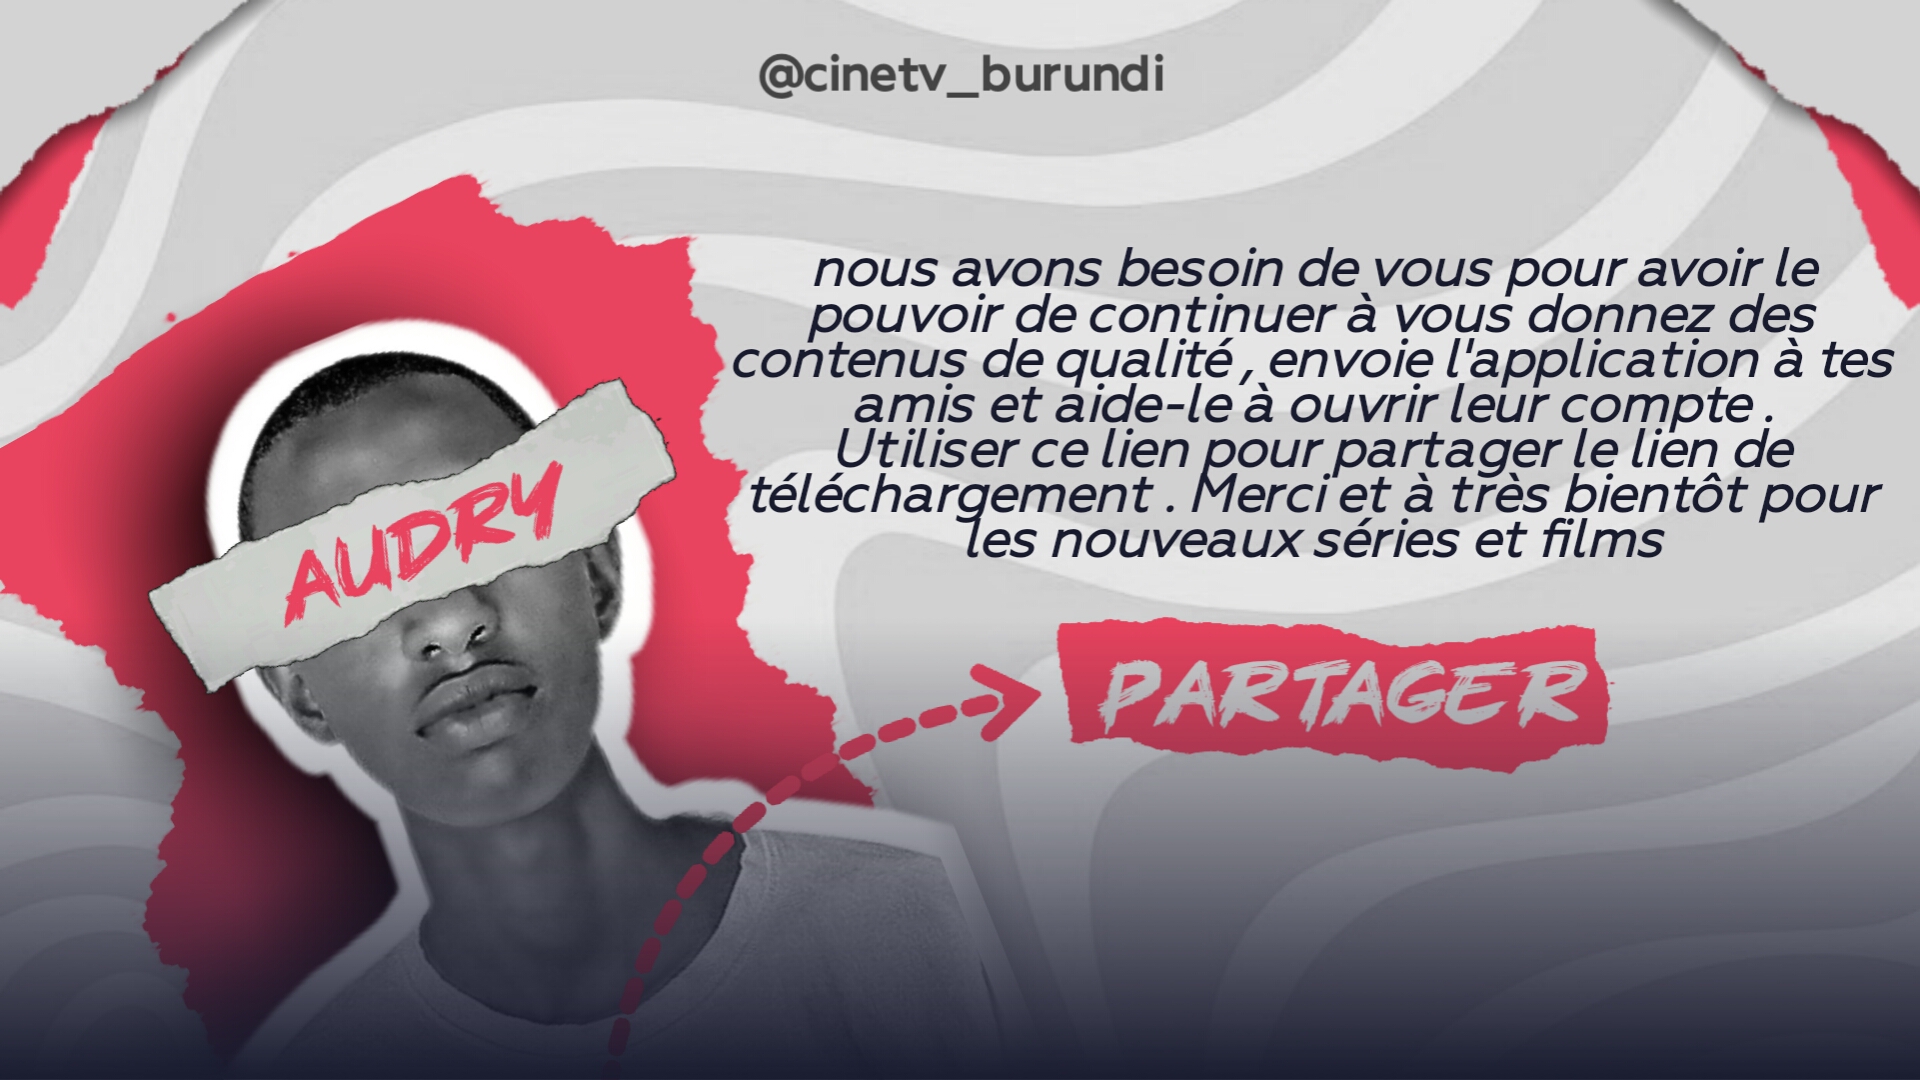 @cinetv_burundi
nous avons besoin de vous pour avoir le
pouvoir de continuer à vous donnez des
contenus de qualité , envoie l'application à tes
amis et aide-le à ouvrir leur compte .
Utiliser ce lien pour partager le lien de
téléchargement . Merci et à très bientôt pour
les nouveaux séries et films
AUDRY
PARTAGER